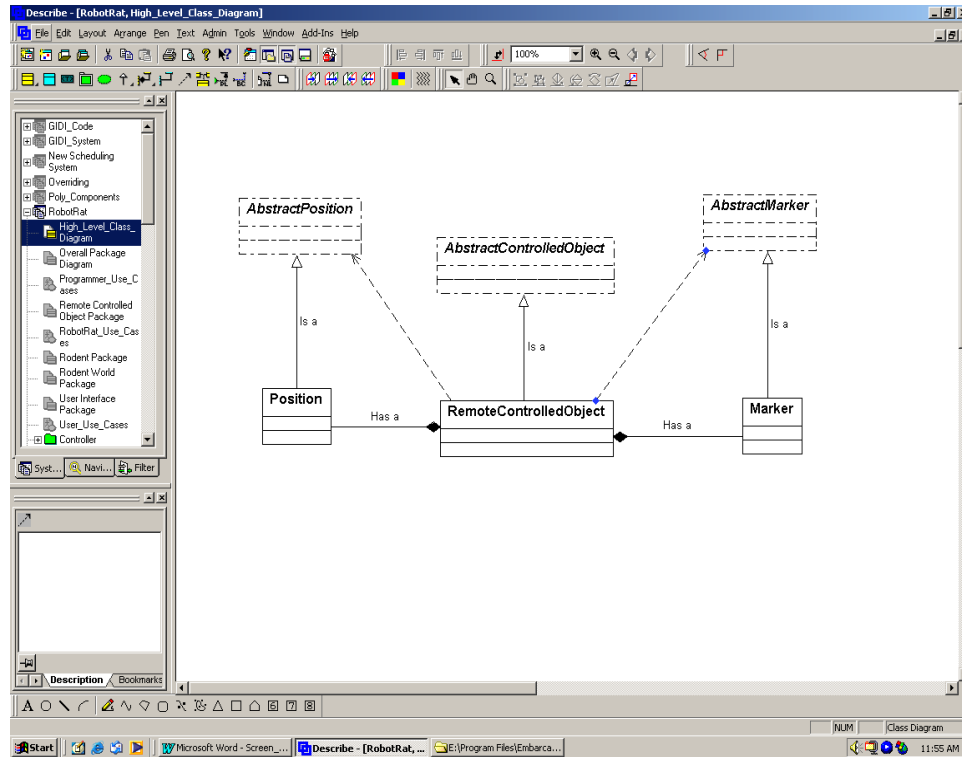 Describe - [RobotRat, High_Level_Class_Diagram]
File Edit Layout Arrange Pen Text Admin Tools Window Add-Ins Help
100%
GIDI_Code
GIDI_System
New Scheduling
System
Overriding
Poly_Components
RobotRat
High_Level_Class_
Diagram
Overall Package
Diagram
Programmer_Use_C
ases
Remote Controlled
Object Package
RobotRat_Use_Cas
es
Rodent Package
Rodent World
Package
User Interface
Package
User_Use_Cases
Controller
Syst... Navi... Filter
AbstractPosition
AbstractControlledObject
AbstractMarker
Is a
Is a
Is a
Position
RemoteControlledObject
Marker
Has a
Has a
Description Bookmarks
A
6 7 8
NUM Class Diagram
Start Microsoft Word - Screen_... Describe - [RobotRat, ... E:\Program Files\Embarca... 11:55 AM